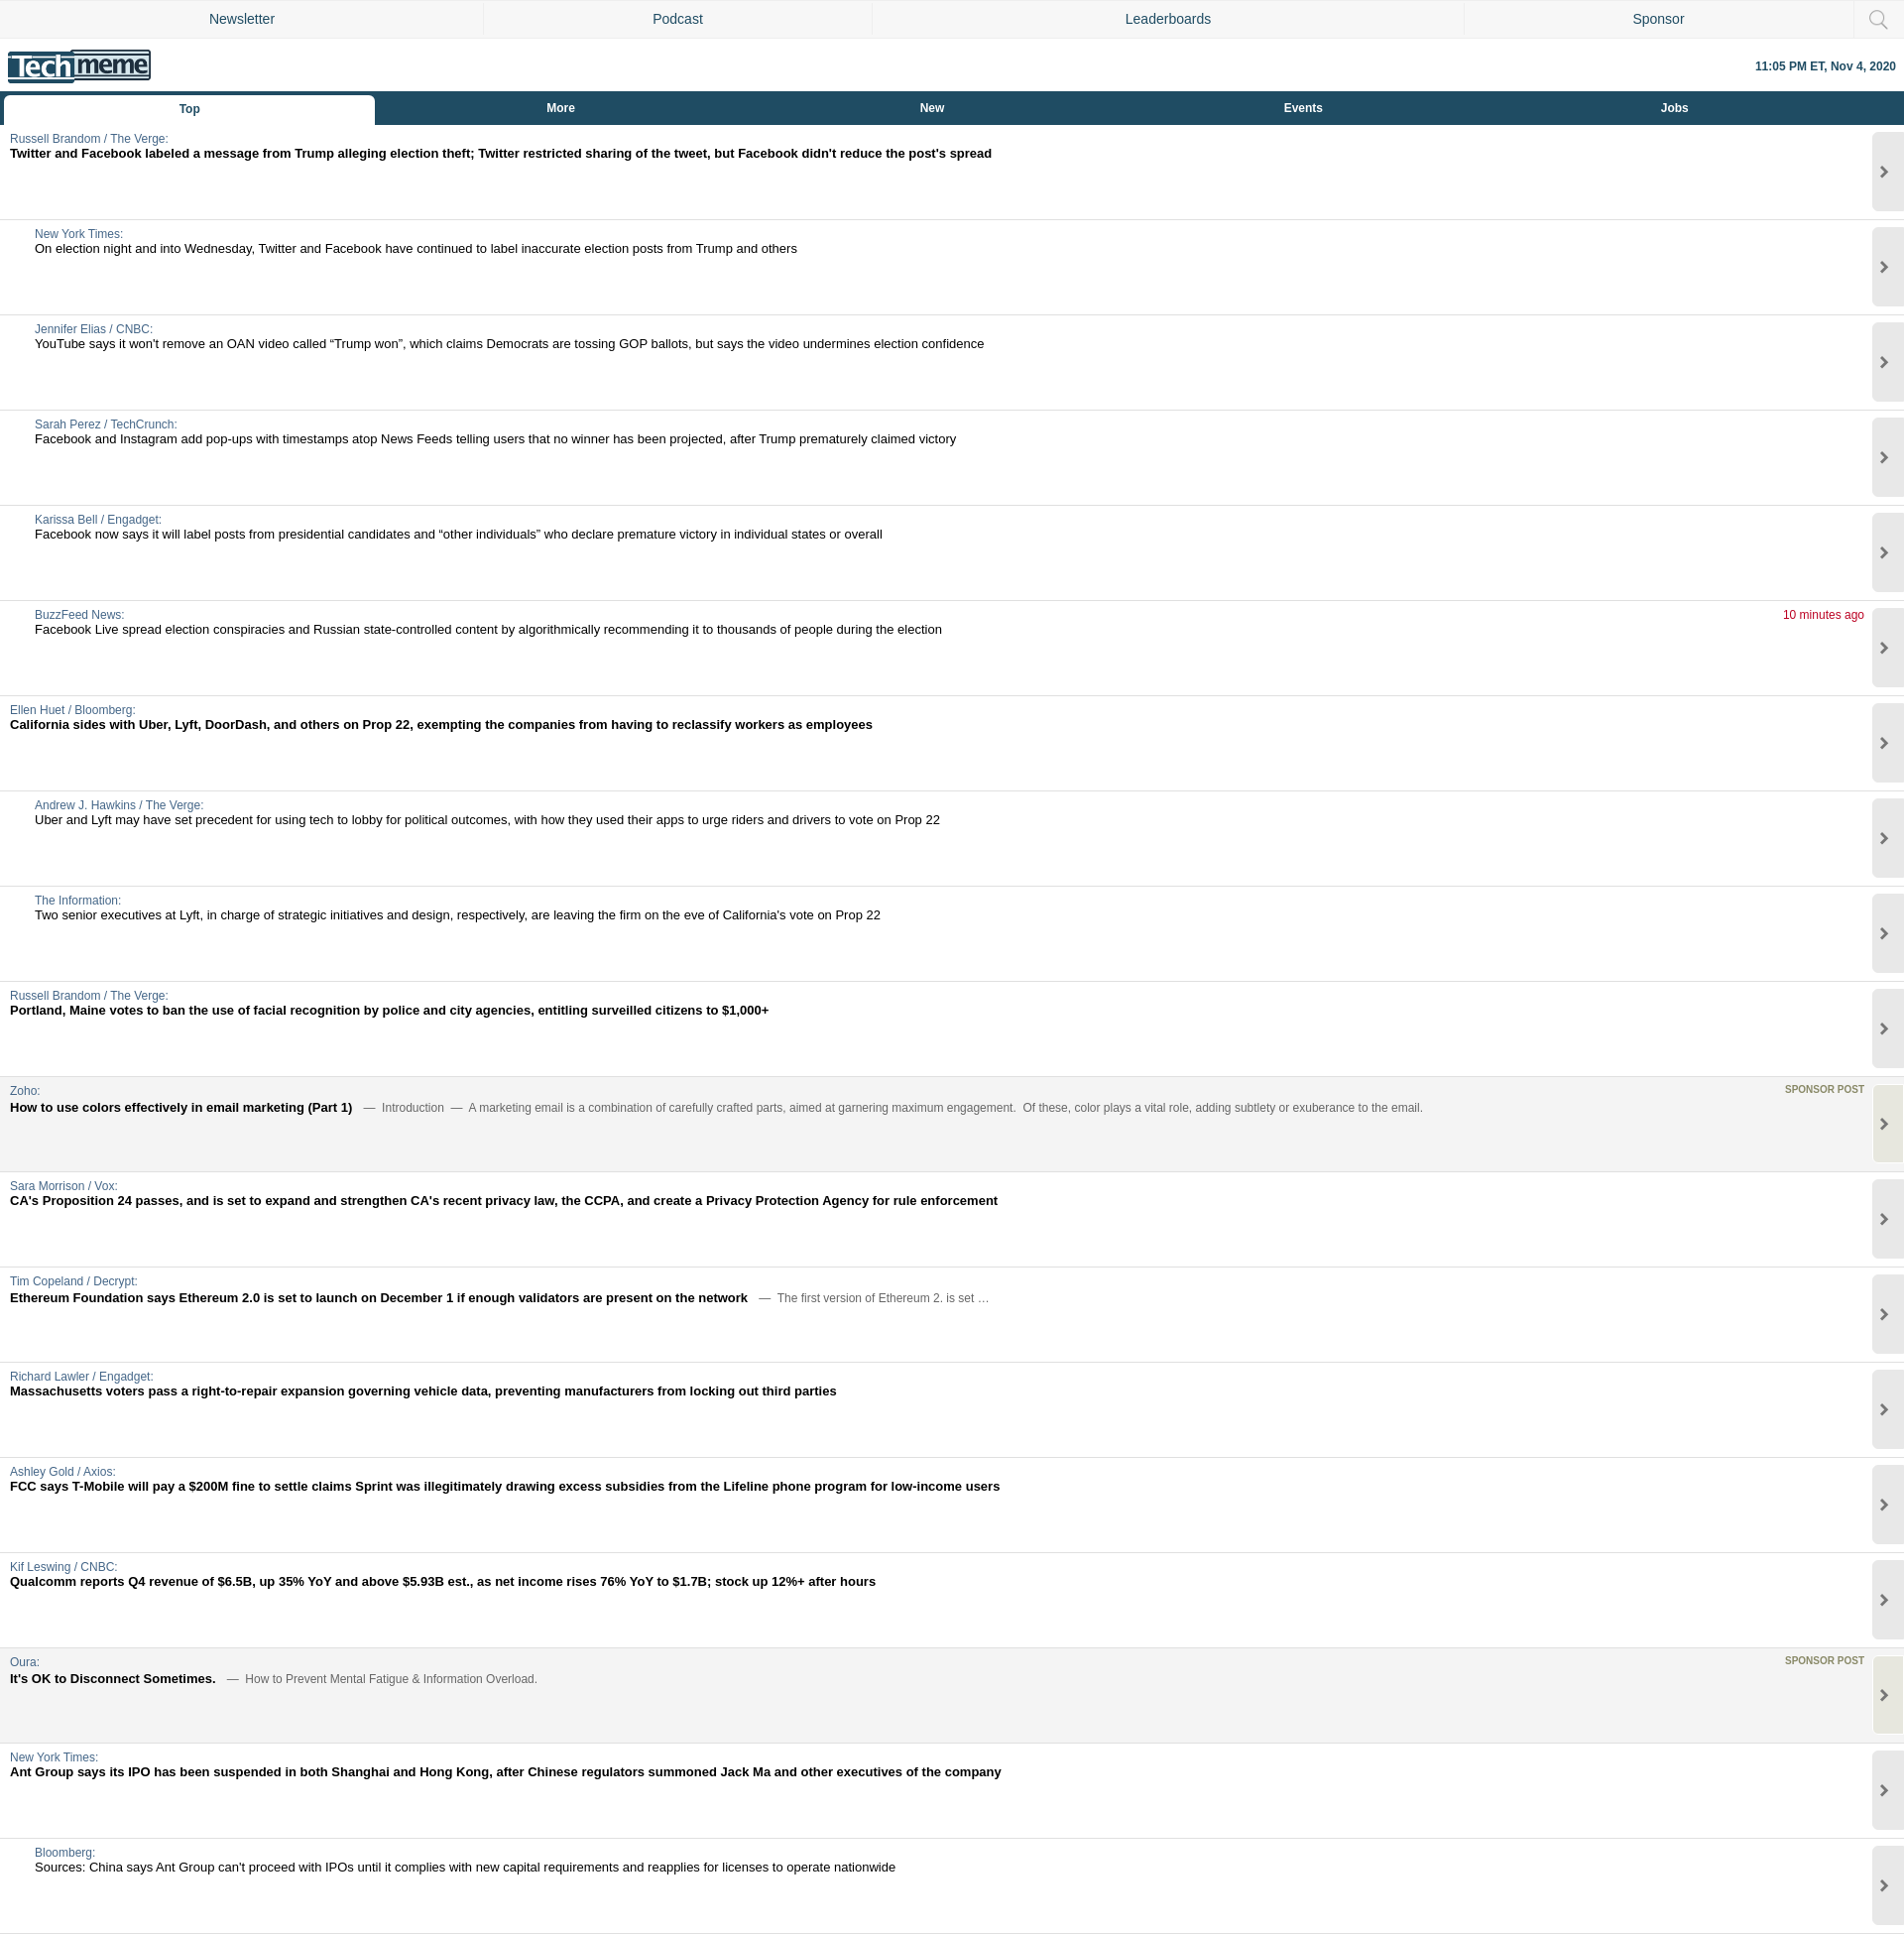 Newsletter
Podcast
Leaderboards
Sponsor
Techmeme
11:05 PM ET, Nov 4, 2020
Top
More
New
Events
Jobs
Russell Brandom / The Verge:
Twitter and Facebook labeled a message from Trump alleging election theft; Twitter restricted sharing of the tweet, but Facebook didn't reduce the post's spread
New York Times:
On election night and into Wednesday, Twitter and Facebook have continued to label inaccurate election posts from Trump and others
Jennifer Elias / CNBC:
YouTube says it won't remove an OAN video called “Trump won”, which claims Democrats are tossing GOP ballots, but says the video undermines election confidence
Sarah Perez / TechCrunch:
Facebook and Instagram add pop-ups with timestamps atop News Feeds telling users that no winner has been projected, after Trump prematurely claimed victory
Karissa Bell / Engadget:
Facebook now says it will label posts from presidential candidates and “other individuals” who declare premature victory in individual states or overall
BuzzFeed News:
10 minutes ago
Facebook Live spread election conspiracies and Russian state-controlled content by algorithmically recommending it to thousands of people during the election
Ellen Huet / Bloomberg:
California sides with Uber, Lyft, DoorDash, and others on Prop 22, exempting the companies from having to reclassify workers as employees
Andrew J. Hawkins / The Verge:
Uber and Lyft may have set precedent for using tech to lobby for political outcomes, with how they used their apps to urge riders and drivers to vote on Prop 22
The Information:
Two senior executives at Lyft, in charge of strategic initiatives and design, respectively, are leaving the firm on the eve of California's vote on Prop 22
Russell Brandom / The Verge:
Portland, Maine votes to ban the use of facial recognition by police and city agencies, entitling surveilled citizens to $1,000+
Zoho:
SPONSOR POST
How to use colors effectively in email marketing (Part 1) — Introduction — A marketing email is a combination of carefully crafted parts, aimed at garnering maximum engagement. Of these, color plays a vital role, adding subtlety or exuberance to the email.
Sara Morrison / Vox:
CA's Proposition 24 passes, and is set to expand and strengthen CA's recent privacy law, the CCPA, and create a Privacy Protection Agency for rule enforcement
Tim Copeland / Decrypt:
Ethereum Foundation says Ethereum 2.0 is set to launch on December 1 if enough validators are present on the network — The first version of Ethereum 2. is set …
Richard Lawler / Engadget:
Massachusetts voters pass a right-to-repair expansion governing vehicle data, preventing manufacturers from locking out third parties
Ashley Gold / Axios:
FCC says T-Mobile will pay a $200M fine to settle claims Sprint was illegitimately drawing excess subsidies from the Lifeline phone program for low-income users
Kif Leswing / CNBC:
Qualcomm reports Q4 revenue of $6.5B, up 35% YoY and above $5.93B est., as net income rises 76% YoY to $1.7B; stock up 12%+ after hours
Oura:
SPONSOR POST
It's OK to Disconnect Sometimes. — How to Prevent Mental Fatigue & Information Overload.
New York Times:
Ant Group says its IPO has been suspended in both Shanghai and Hong Kong, after Chinese regulators summoned Jack Ma and other executives of the company
Bloomberg:
Sources: China says Ant Group can't proceed with IPOs until it complies with new capital requirements and reapplies for licenses to operate nationwide